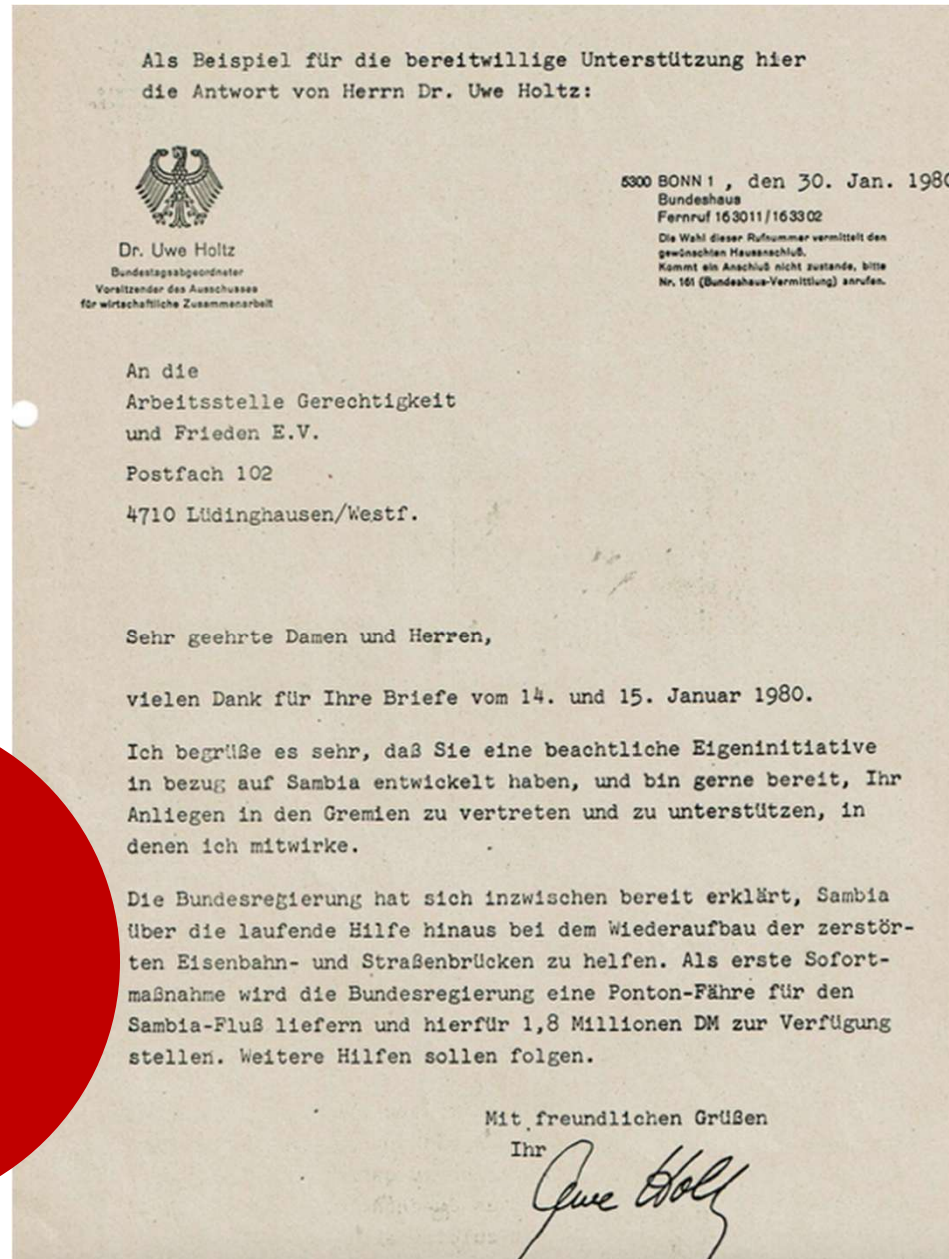 Als Beispiel für die bereitwillige Unterstützung hier
die Antwort von Herrn Dr. Uwe Holtz:
Dr. Uwe Holtz
Bundestagsabgeordneter
Vorsitzender des Ausschusses
für wirtschaftliche Zusammenarbeit
5300 BONN 1 , den 30. Jan. 1980
Bundeshaus
Fernruf 163011/163302
Die Wahl dieser Rufnummer vermittelt den
gewünschten Hausanschluß.
Kommt ein Anschluß nicht zustande, bitte
Nr. 161 (Bundeshaus-Vermittlung) anrufen.
An die
Arbeitsstelle Gerechtigkeit
und Frieden E.V.
Postfach 102
4710 Lüdinghausen/Westf.
Sehr geehrte Damen und Herren,
vielen Dank für Ihre Briefe vom 14. und 15. Januar 1980.
Ich begrüße es sehr, daß Sie eine beachtliche Eigeninitiative
in bezug auf Sambia entwickelt haben, und bin gerne bereit, Ihr
Anliegen in den Gremien zu vertreten und zu unterstützen, in
denen ich mitwirke.
Die Bundesregierung hat sich inzwischen bereit erklärt, Sambia
über die laufende Hilfe hinaus bei dem Wiederaufbau der zerstör-
ten Eisenbahn- und Straßenbrücken zu helfen. Als erste Sofort-
maßnahme wird die Bundesregierung eine Ponton-Fähre für den
Sambia-Fluß liefern und hierfür 1,8 Millionen DM zur Verfügung
stellen. Weitere Hilfen sollen folgen.
Mit freundlichen Grüßen
Ihr
Uwe Holtz